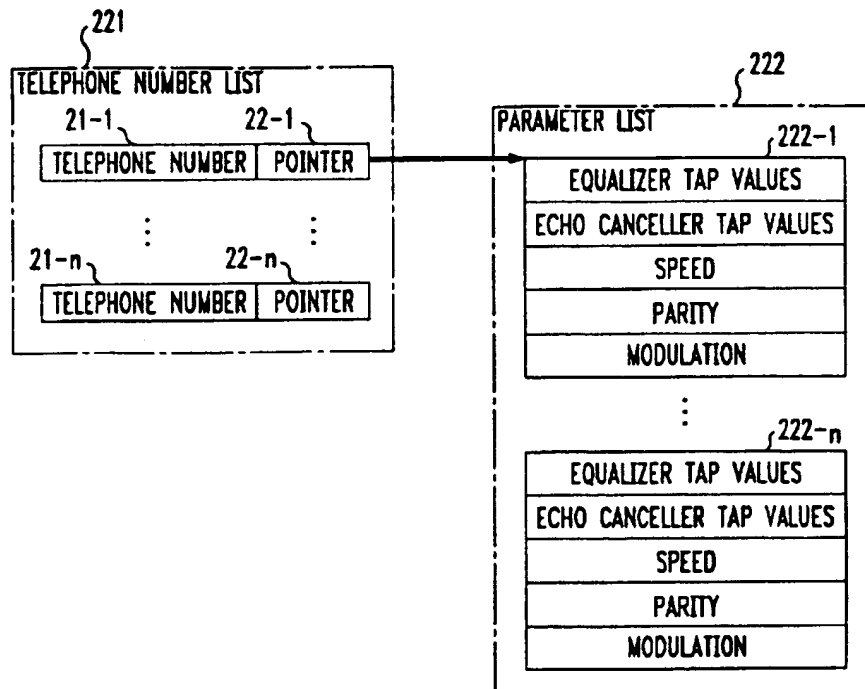 221
TELEPHONE NUMBER LIST
21-1 22-1
TELEPHONE NUMBER POINTER
21-n 22-n
TELEPHONE NUMBER POINTER
222
PARAMETER LIST
222-1
EQUALIZER TAP VALUES
ECHO CANCELLER TAP VALUES
SPEED
PARITY
MODULATION
222-n
EQUALIZER TAP VALUES
ECHO CANCELLER TAP VALUES
SPEED
PARITY
MODULATION